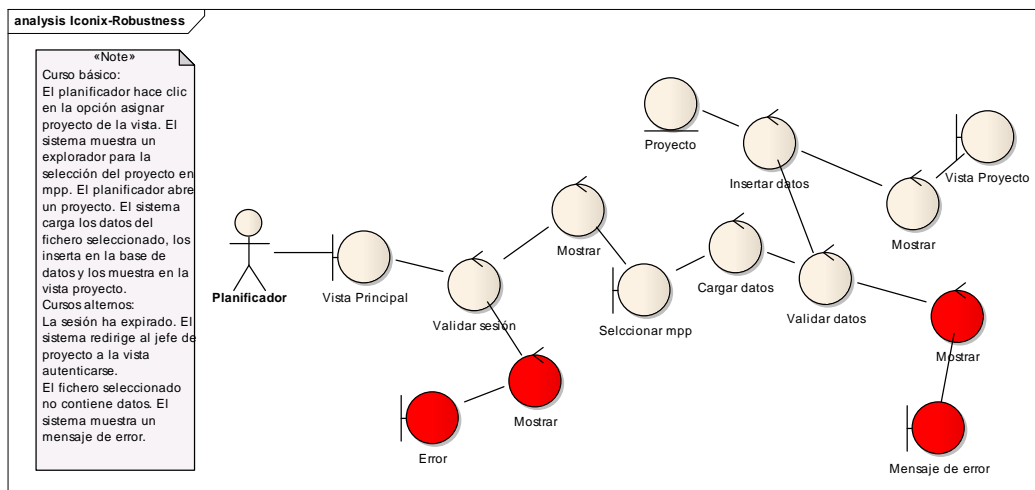 analysis Iconix-Robustness
«Note»
Curso básico:
El planificador hace clic
en la opción asignar
proyecto de la vista. El
sistema muestra un
explorador para la
selección del proyecto en
mpp. El planificador abre
un proyecto. El sistema
carga los datos del
fichero seleccionado, los
inserta en la base de
datos y los muestra en la
vista proyecto.
Cursos alternos:
La sesión ha expirado. El
sistema redirige al jefe de
proyecto a la vista
autenticarse.
El fichero seleccionado
no contiene datos. El
sistema muestra un
mensaje de error.
Planificador
Vista Principal
Validar sesión
Mostrar
Selccionar mpp
Cargar datos
Validar datos
Insertar datos
Proyecto
Mostrar
Vista Proyecto
Mostrar
Error
Mostrar
Mensaje de error